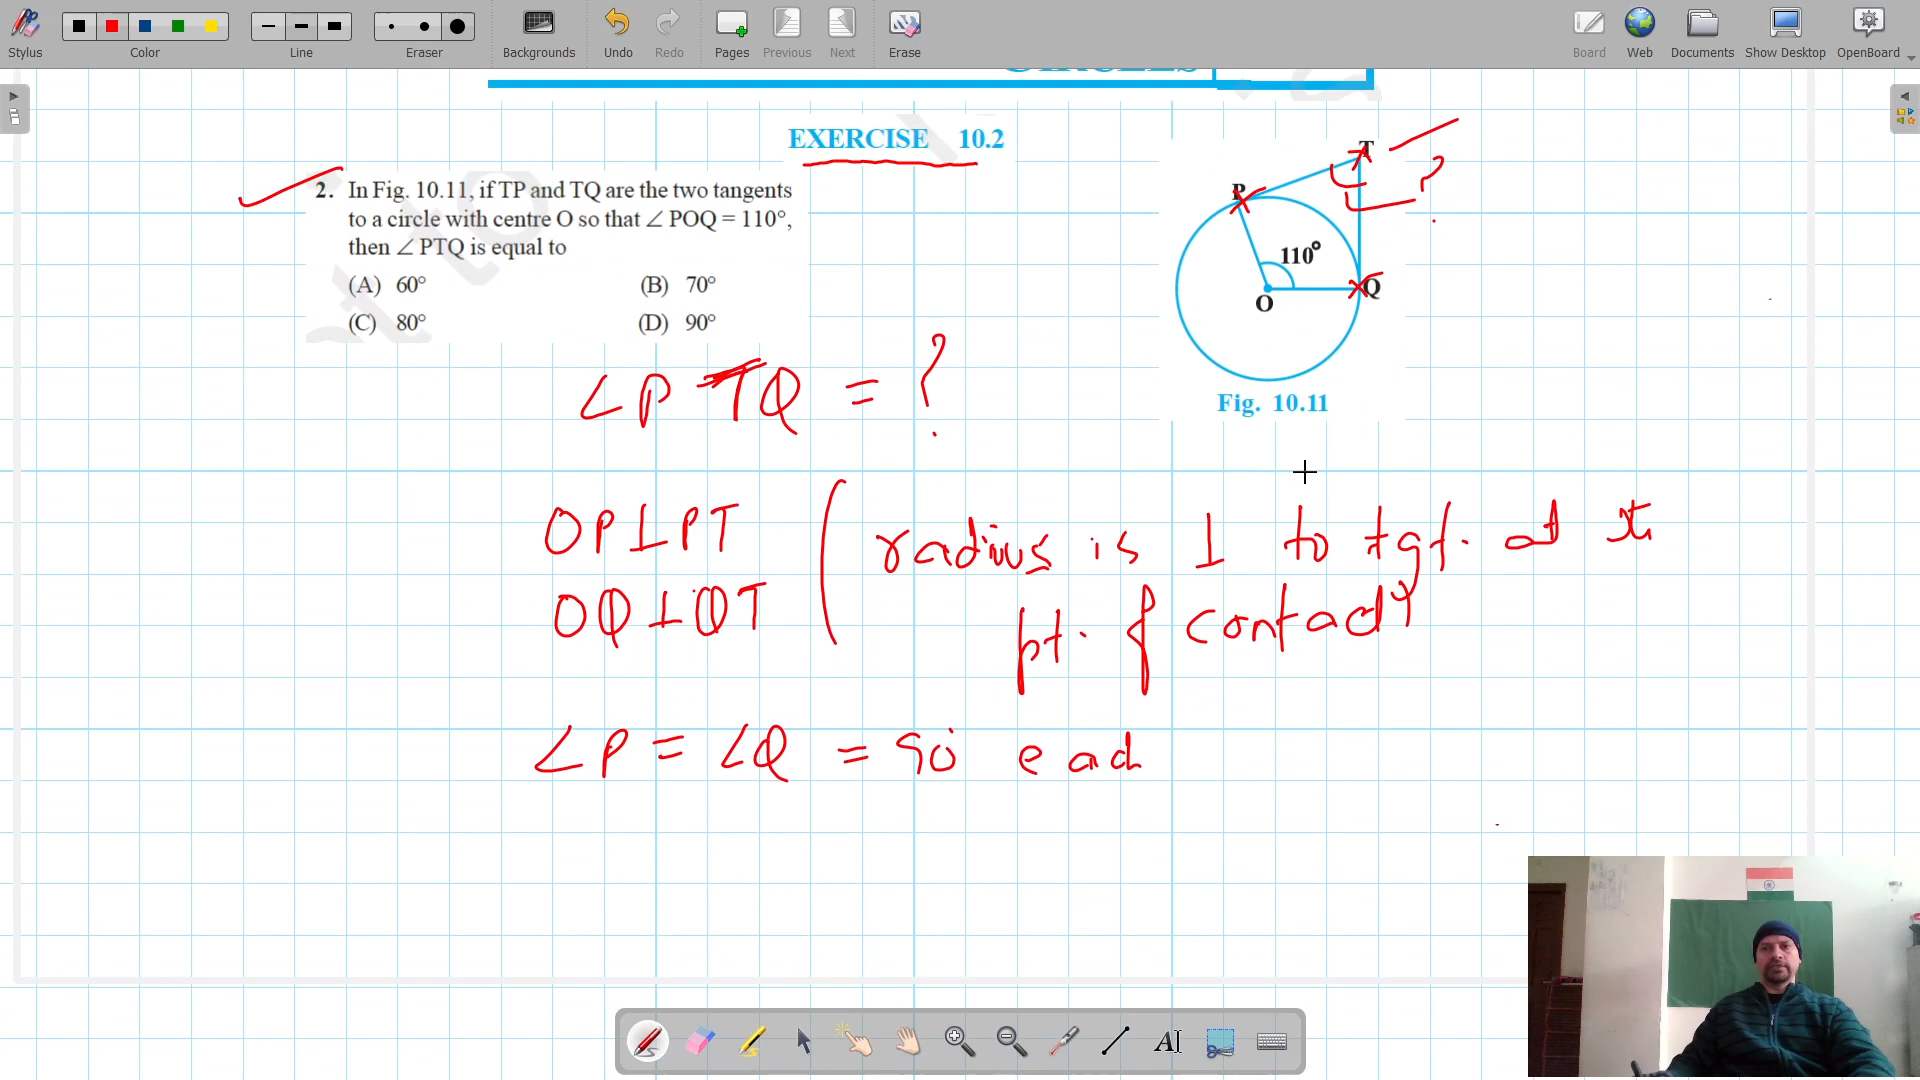 Stylus Color Line Eraser Backgrounds Undo Redo Pages Previous Next Erase Board Web Documents Show Desktop OpenBoard
CIRCLES
EXERCISE 10.2
2. In Fig. 10.11, if TP and TQ are the two tangents
to a circle with centre O so that ∠ POQ = 110°,
then ∠ PTQ is equal to
(A) 60° (B) 70°
(C) 80° (D) 90°
T
P
?
110°
O
Q
Fig. 10.11
∠PTQ = ?
OP⊥PT
OQ⊥QT
(radius is ⊥ to tgt. at
pt. of contact)
∠P = ∠Q = 90° each
A